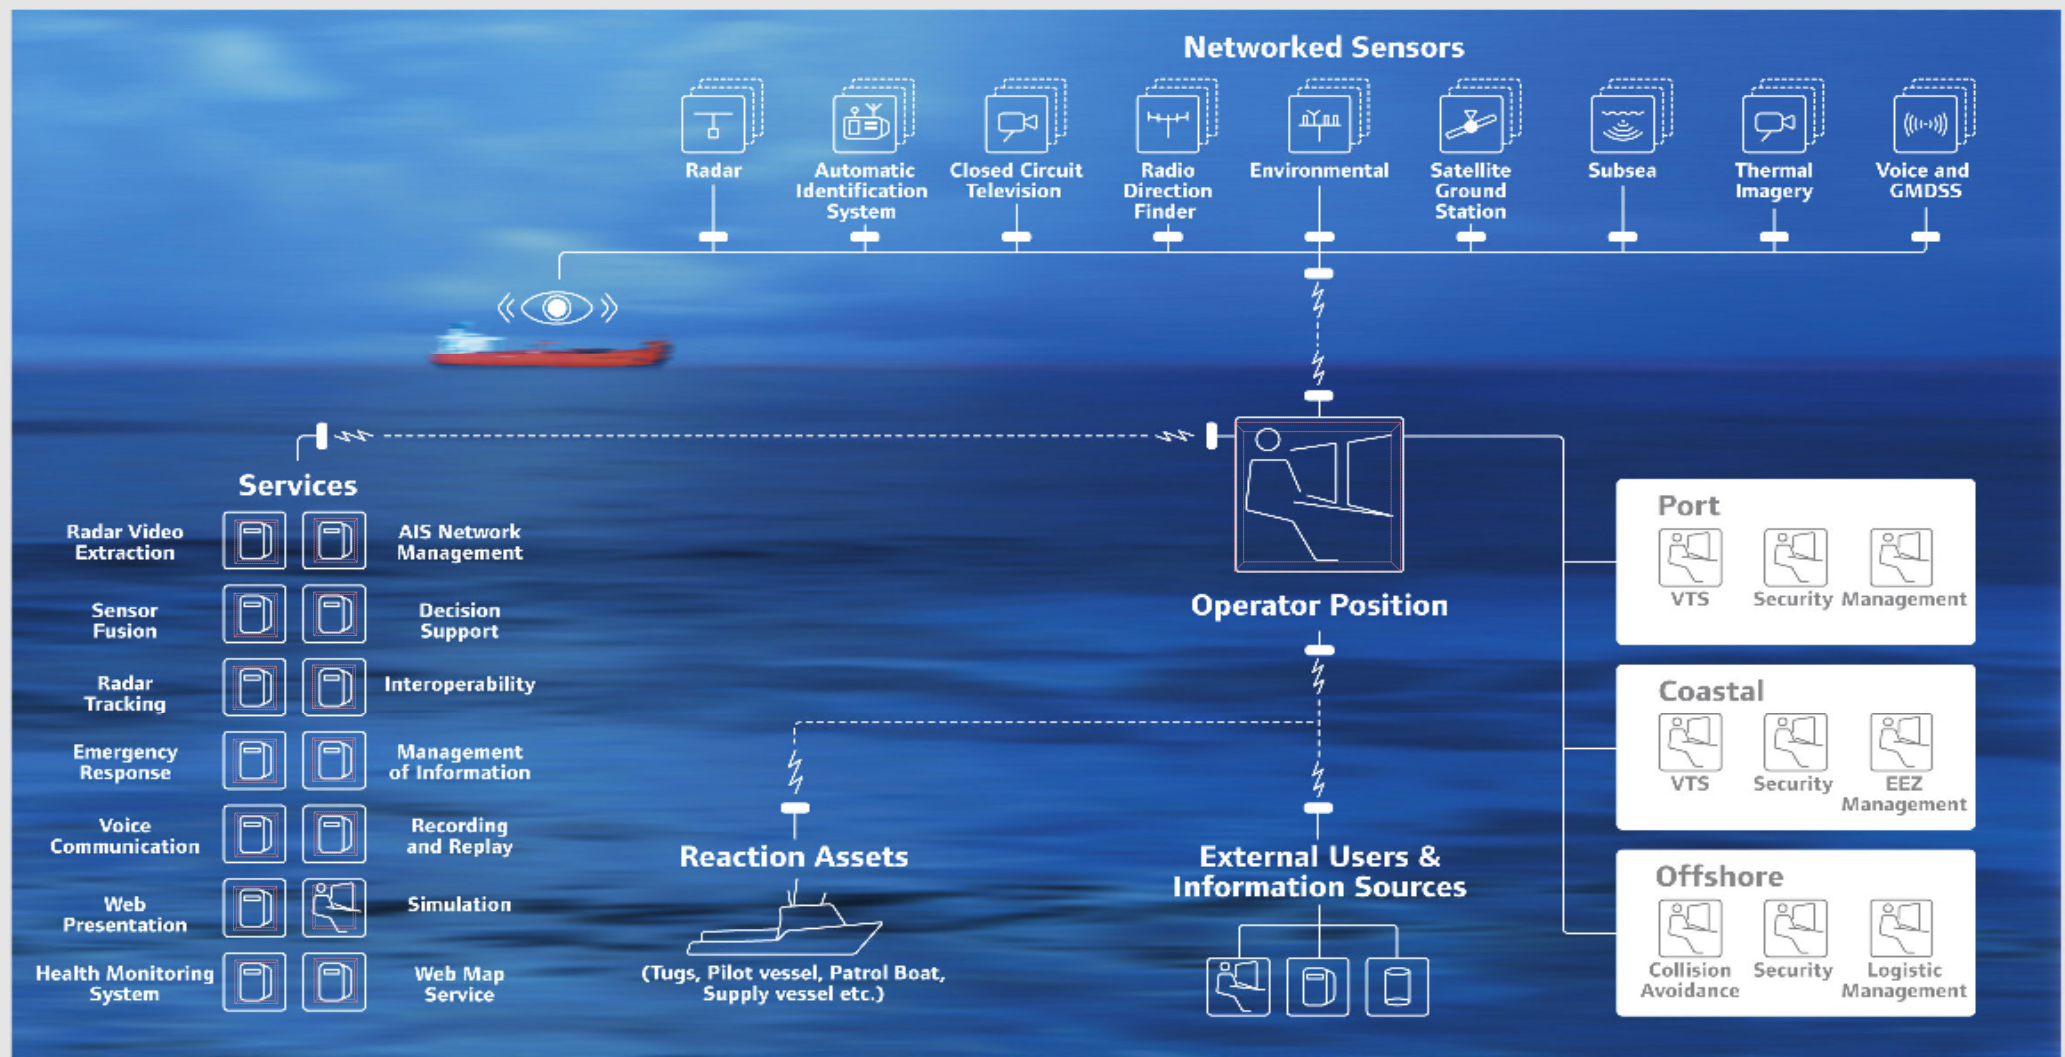 Networked Sensors
Radar
Automatic
Identification
System
Closed Circuit
Television
Radio
Direction
Finder
Environmental
Satellite
Ground
Station
Subsea
Thermal
Imagery
Voice and
GMDSS
Services
Radar Video
Extraction
AIS Network
Management
Sensor
Fusion
Decision
Support
Radar
Tracking
Interoperability
Emergency
Response
Management
of Information
Voice
Communication
Recording
and Replay
Web
Presentation
Simulation
Health Monitoring
System
Web Map
Service
Operator Position
Reaction Assets
(Tugs, Pilot vessel, Patrol Boat,
Supply vessel etc.)
External Users &
Information Sources
Port
VTS
Security
Management
Coastal
VTS
Security
EEZ
Management
Offshore
Collision
Avoidance
Security
Logistic
Management